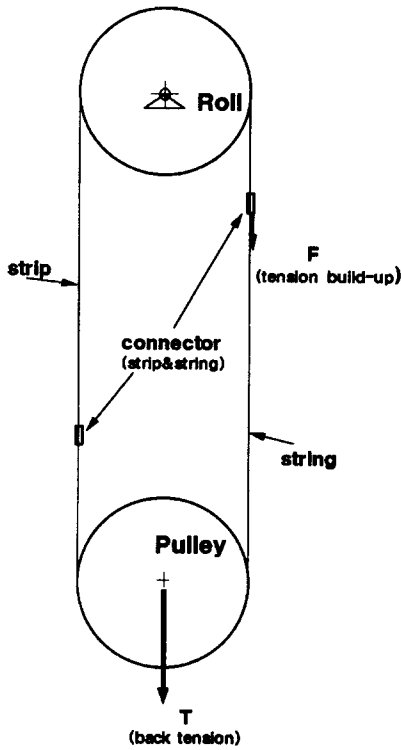 Roll
F
(tension build-up)
strip
connector
(strip&string)
string
Pulley
T
(back tension)